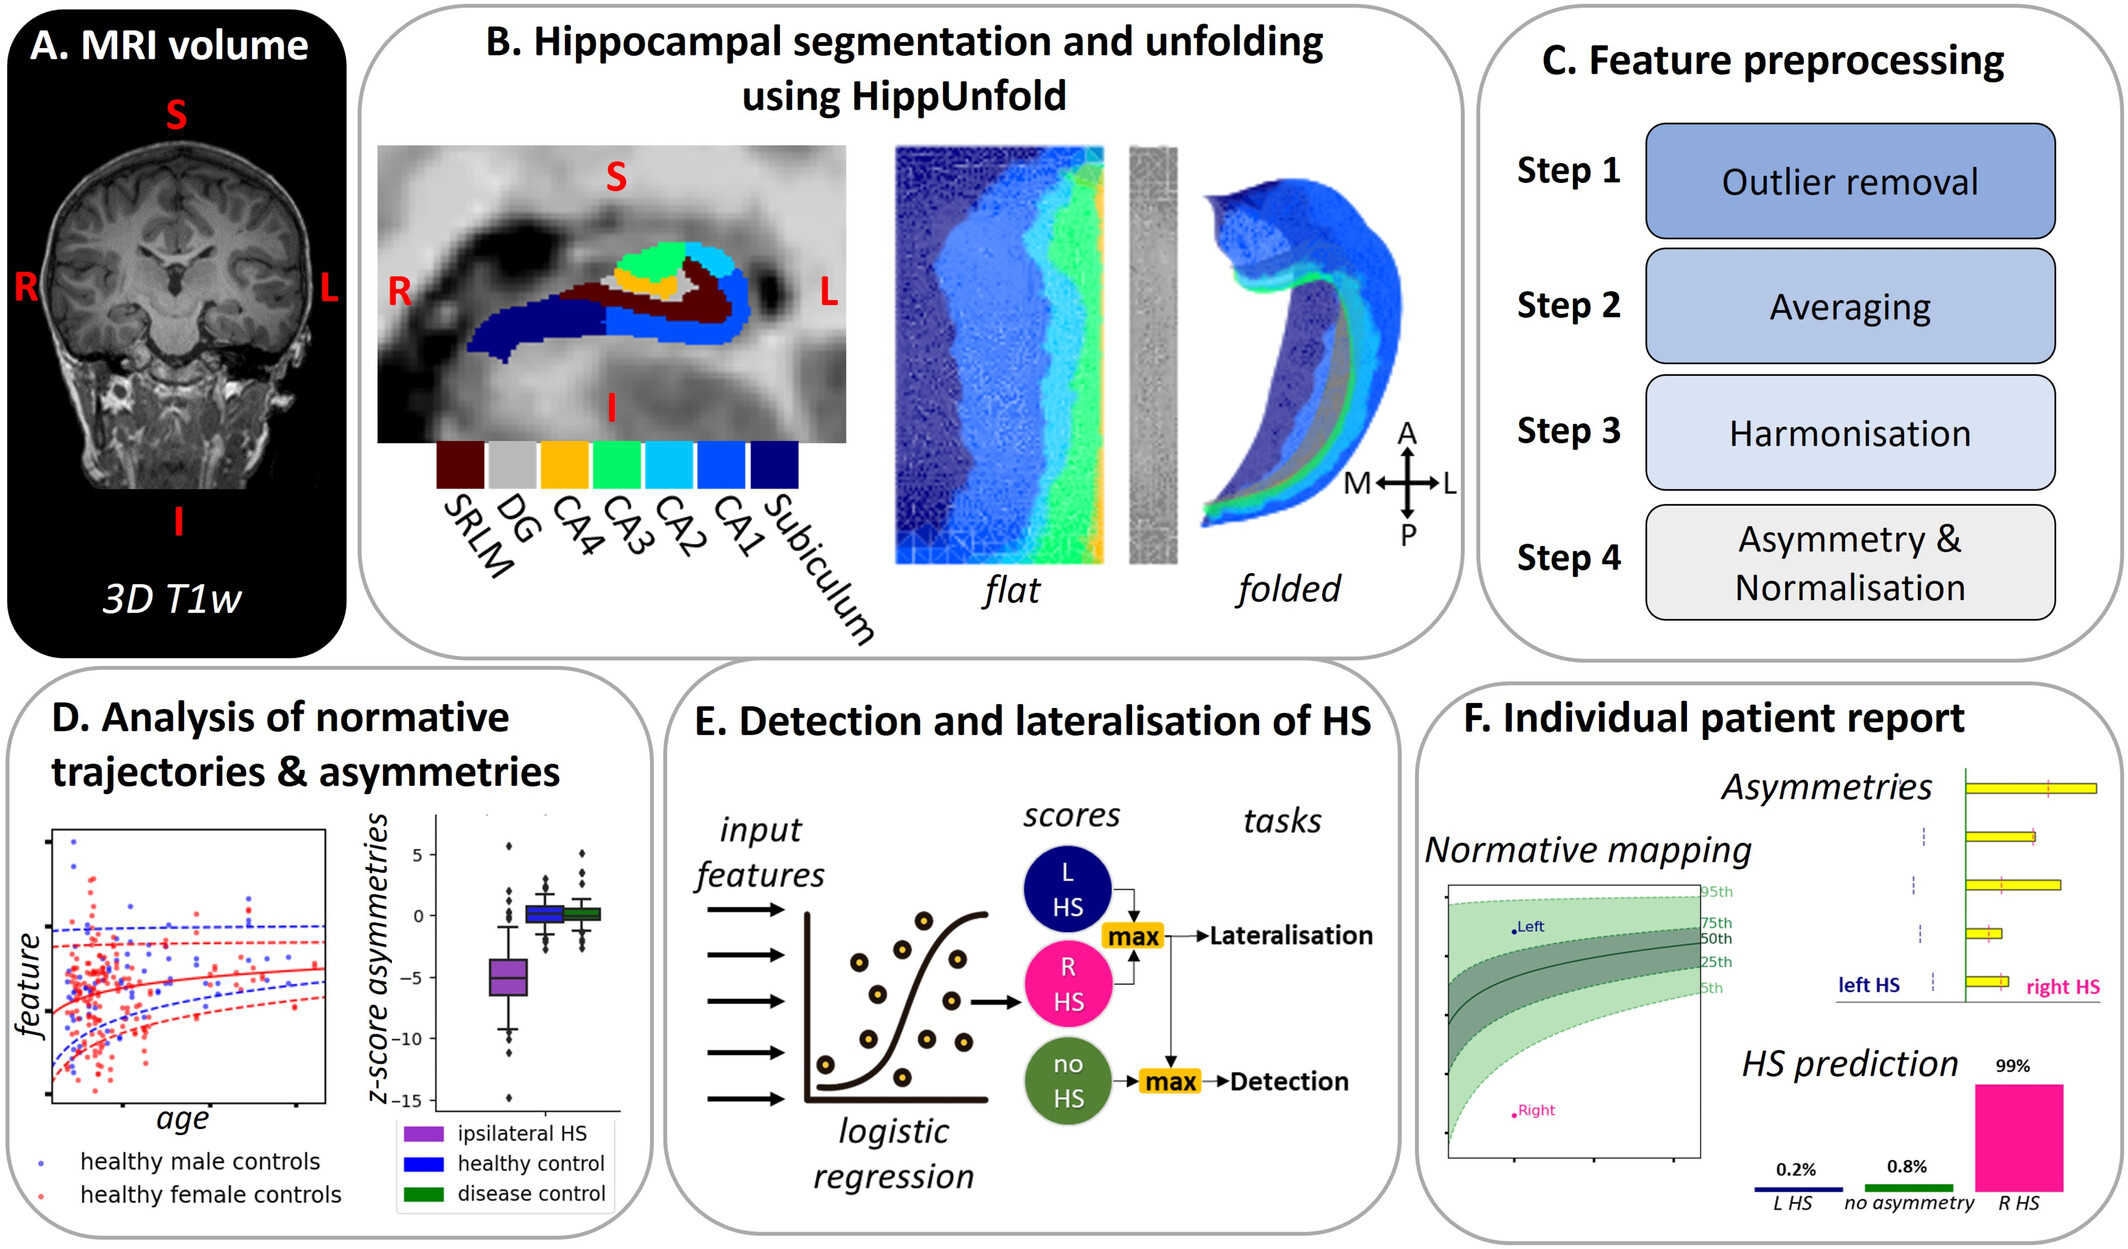 A. MRI volume
S
R
L
I
3D T1w
B. Hippocampal segmentation and unfolding
using HippUnfold
S
R
L
I
SRLM
DG
CA4
CA3
CA2
CA1
Subiculum
flat
folded
A
M
L
P
C. Feature preprocessing
Step 1
Outlier removal
Step 2
Averaging
Step 3
Harmonisation
Step 4
Asymmetry &
Normalisation
D. Analysis of normative
trajectories & asymmetries
feature
age
healthy male controls
healthy female controls
z-score asymmetries
5
0
−5
−10
−15
ipsilateral HS
healthy control
disease control
E. Detection and lateralisation of HS
input
features
logistic
regression
scores
tasks
L
HS
R
HS
no
HS
max
Lateralisation
max
Detection
F. Individual patient report
Asymmetries
left HS
right HS
Normative mapping
95th
75th
50th
25th
5th
Left
Right
HS prediction
0.2%
0.8%
99%
L HS
no asymmetry
R HS